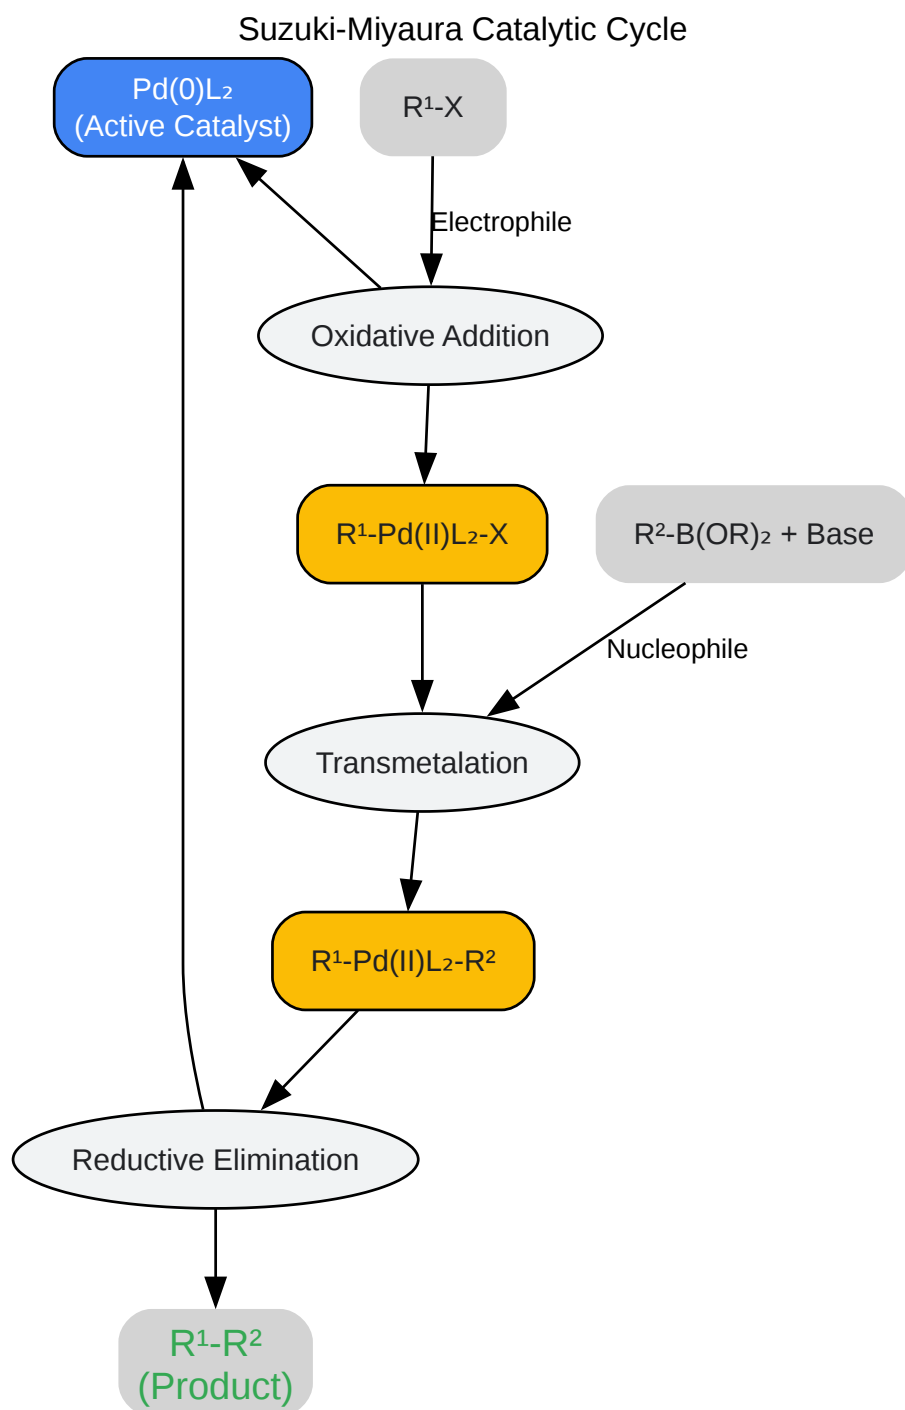 Suzuki-Miyaura Catalytic Cycle
Pd(0)L₂
(Active Catalyst)
R¹-X
Electrophile
Oxidative Addition
R¹-Pd(II)L₂-X
R²-B(OR)₂ + Base
Nucleophile
Transmetalation
R¹-Pd(II)L₂-R²
Reductive Elimination
R¹-R²
(Product)